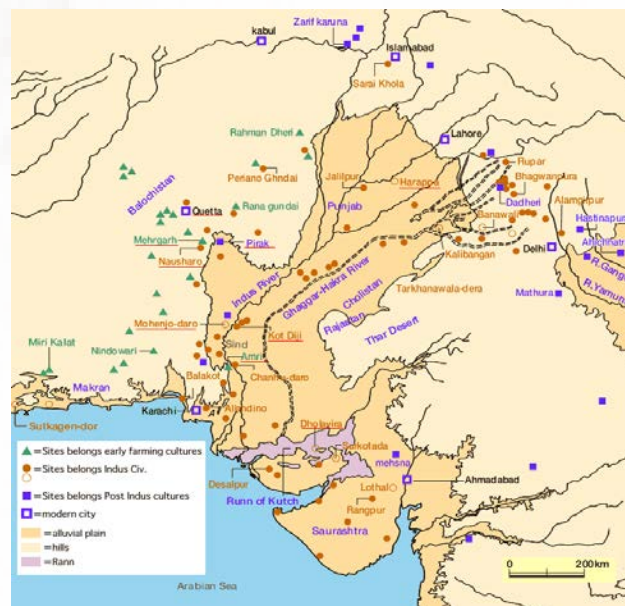 Zarif karuna
kabul
Islamabad
Sarai Khola
Lahore
Rahman Dheri
Rupar
Periano Ghndai
Jalilpur
Harappa
Bhagwanpura
Balochistan
Punjab
Dadheri
Alamgirpur
Quetta
Rana gundai
Banawali
Hastinapur
Mehrgarh
Pirak
Delhi
Ahichhatra
Nausharo
Kalibangan
R.Ganga
Indus River
Ghaggar-Hakra River
Cholistan
Tarkhanawala-dera
R.Yamuna
Mathura
Mohenjo-daro
Kot Diji
Rajastan
Thar Desert
Sind
Miri Kalat
Nindowari
Amri
Makran
Balakot
Chanhu-daro
Karachi
Allahdino
Sutkagen-dor
Dholavira
Surkotada
mehsna
Desalpur
Runn of Kutch
Lothal
Ahmadabad
Rangpur
Saurashtra
=Sites belongs early farming cultures
=Sites belongs Indus Civ.
=Sites belongs Post Indus cultures
=modern city
=alluvial plain
=hills
=Rann
Arabian Sea
0 200km